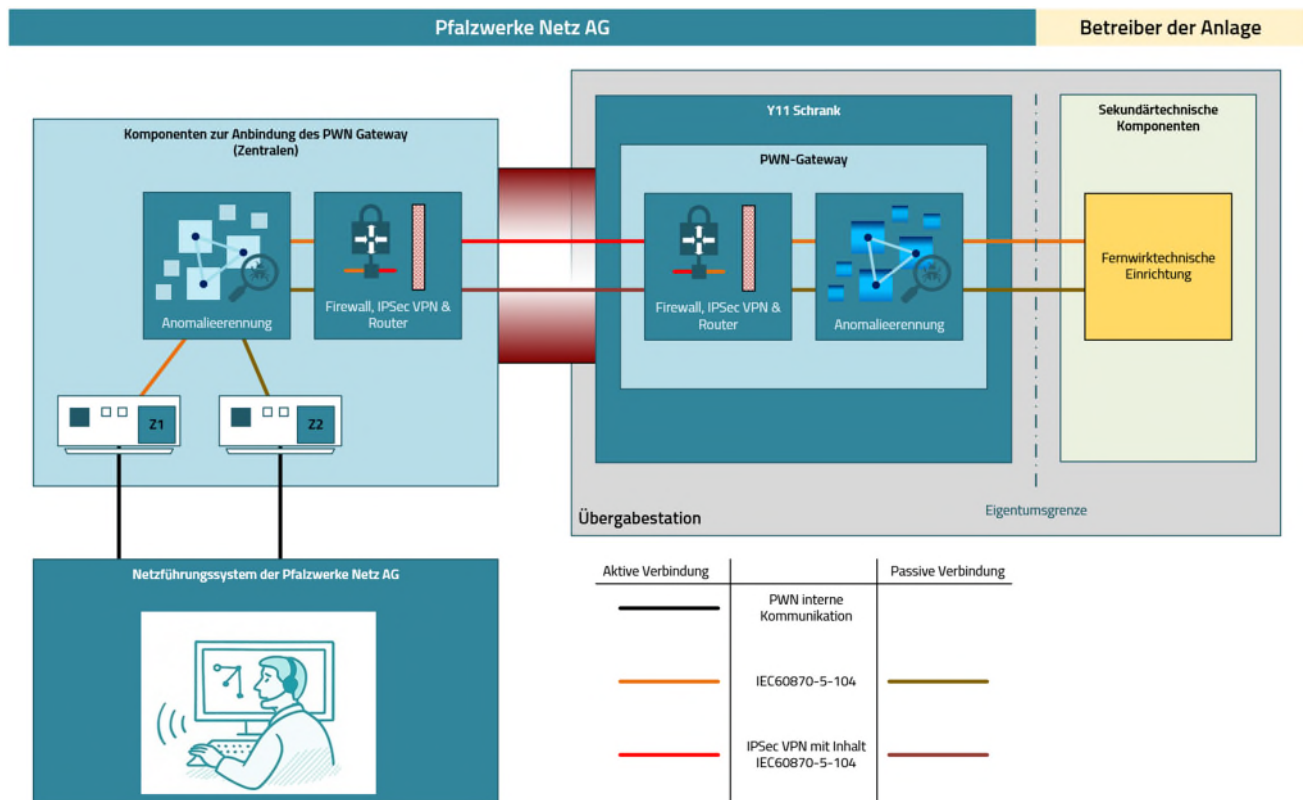 Pfalzwerke Netz AG
Betreiber der Anlage
Komponenten zur Anbindung des PWN Gateway
(Zentralen)
Anomalieerennung
Firewall, IPSec VPN &
Router
Z1
Z2
Y11 Schrank
PWN-Gateway
Firewall, IPSec VPN &
Router
Anomalieerennung
Sekundärtechnische
Komponenten
Fernwirktechnische
Einrichtung
Übergabestation
Eigentumsgrenze
Netzführungssystem der Pfalzwerke Netz AG
Aktive Verbindung
Passive Verbindung
PWN interne
Kommunikation
IEC60870-5-104
IPSec VPN mit Inhalt
IEC60870-5-104